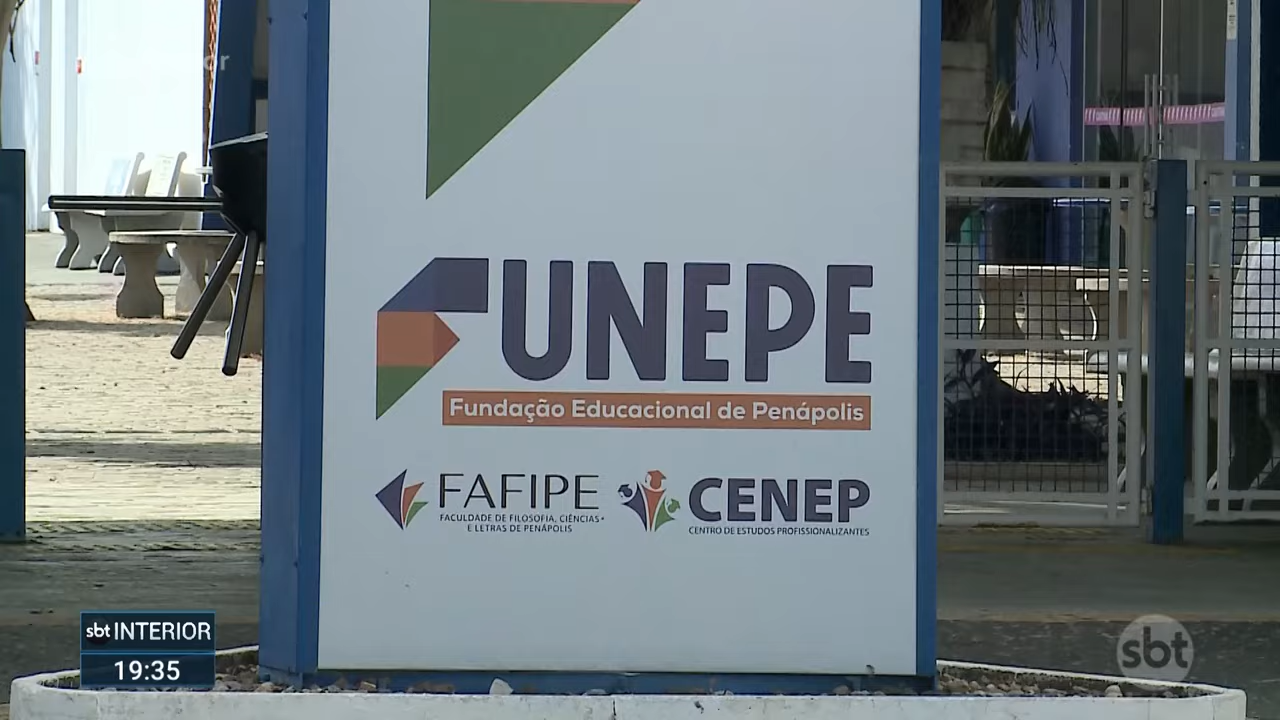 FUNEPE
Fundação Educacional de Penápolis
FAFIPE
FACULDADE DE FILOSOFIA, CIÊNCIAS
E LETRAS DE PENÁPOLIS
CENEP
CENTRO DE ESTUDOS PROFISSIONALIZANTES
sbt INTERIOR
19:35
sbt